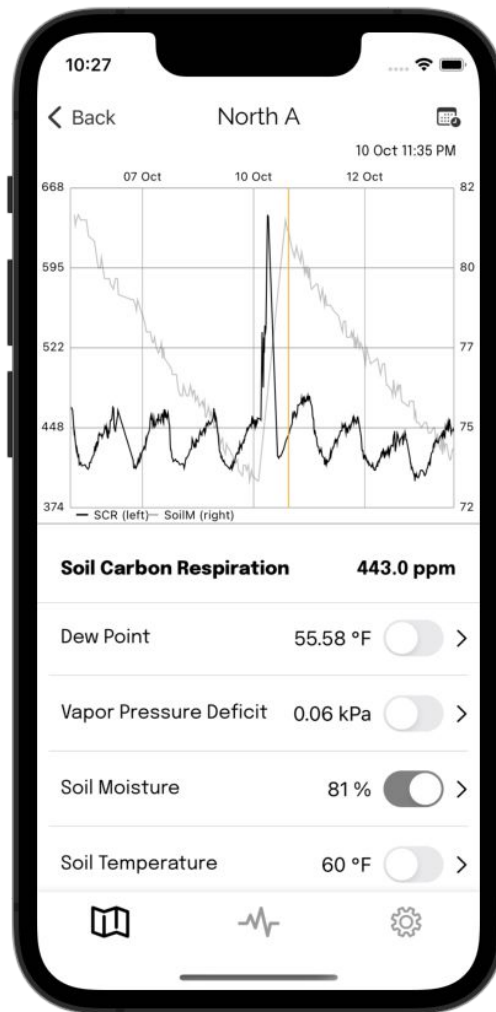 10:27
Back North A
10 Oct 11:35 PM
07 Oct 10 Oct 12 Oct
668 82
595 80
522 77
448 75
374 72
SCR (left) SoilM (right)
Soil Carbon Respiration 443.0 ppm
Dew Point 55.58 °F
Vapor Pressure Deficit 0.06 kPa
Soil Moisture 81 %
Soil Temperature 60 °F